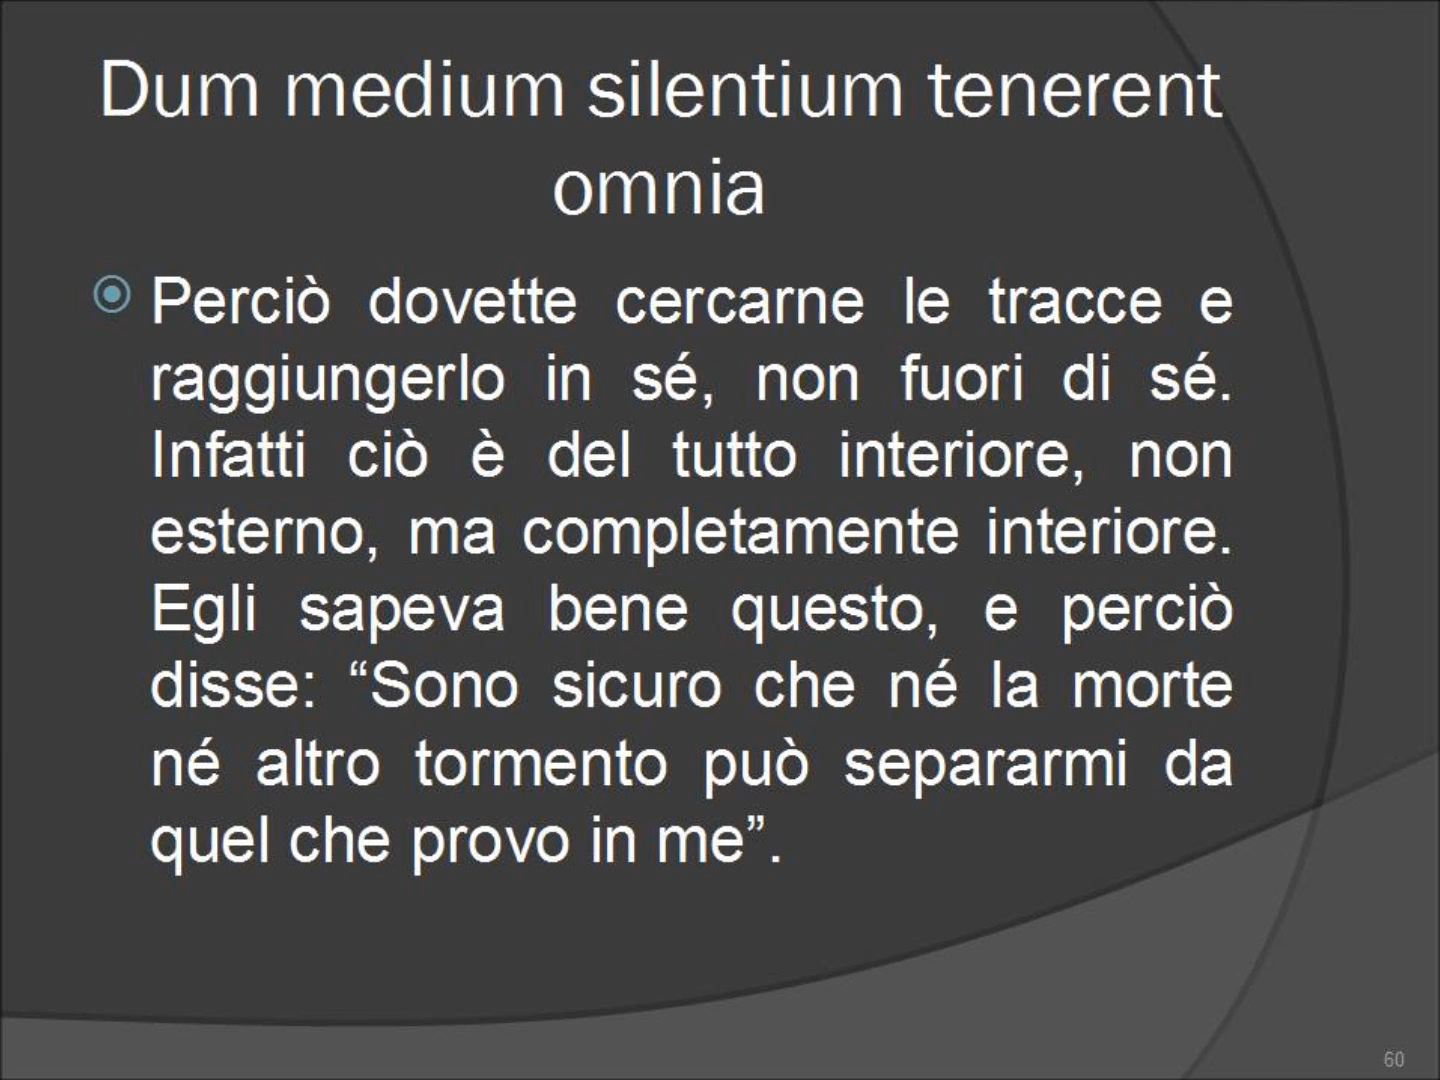 Dum medium silentium tenerent
omnia
Perciò dovette cercarne le tracce e
raggiungerlo in sé, non fuori di sé.
Infatti ciò è del tutto interiore, non
esterno, ma completamente interiore.
Egli sapeva bene questo, e perciò
disse: “Sono sicuro che né la morte
né altro tormento può separarmi da
quel che provo in me”.
60